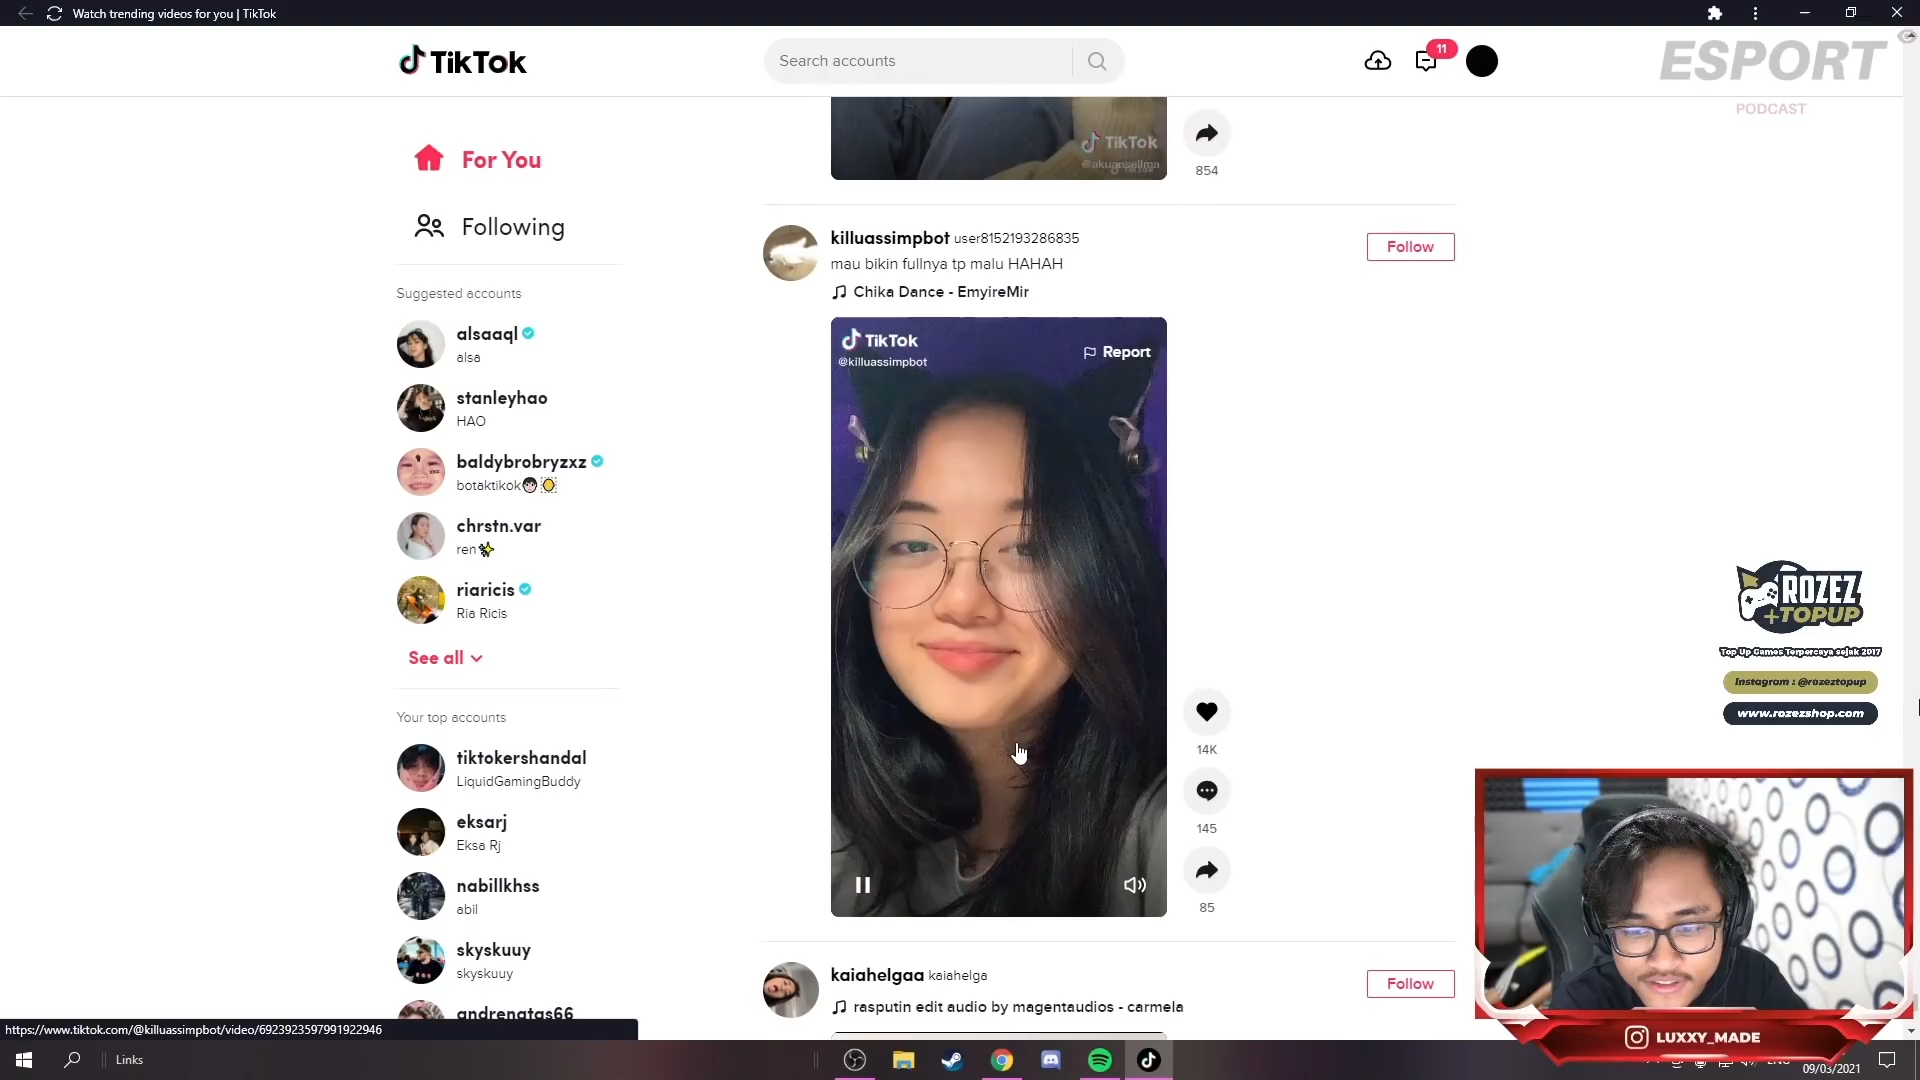 Watch trending videos for you | TikTok
TikTok
Search accounts
11
ESPORT
PODCAST
For You
Following
Suggested accounts
alsaaql
alsa
stanleyhao
HAO
baldybrobryzxz
botaktikok
chrstn.var
ren
riaricis
Ria Ricis
See all
Your top accounts
tiktokershandal
LiquidGamingBuddy
eksarj
Eksa Rj
nabillkhss
abil
skyskuuy
skyskuuy
andrenatas66
TikTok
@akuansellma
854
killuassimpbot user8152193286835
mau bikin fullnya tp malu HAHAH
Chika Dance - EmyireMir
Follow
TikTok
@killuassimpbot
Report
14K
145
85
kaiahelgaa kaiahelga
rasputin edit audio by magentaudios - carmela
Follow
ROZEZ
+TOPUP
Top Up Games Terpercaya sejak 2017
Instagram : @rozeztopup
www.rozezshop.com
LUXXY_MADE
https://www.tiktok.com/@killuassimpbot/video/6923923597991922946
Links
09/03/2021